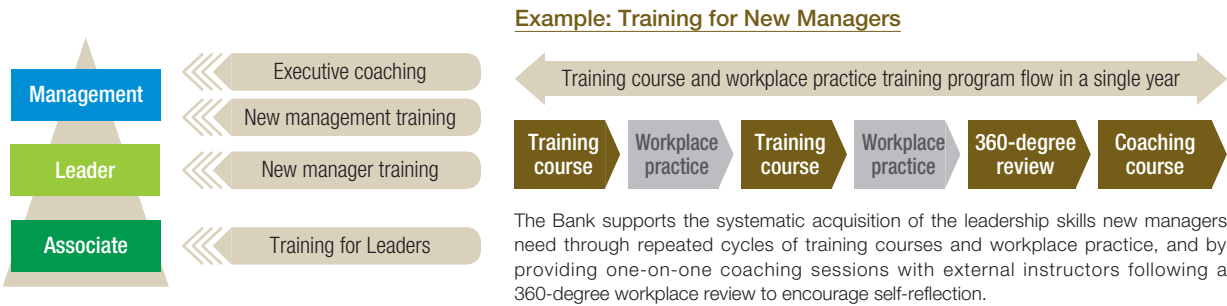 Management
Leader
Associate
Executive coaching
New management training
New manager training
Training for Leaders
Example: Training for New Managers
Training course and workplace practice training program flow in a single year
Training
course
Workplace
practice
Training
course
Workplace
practice
360-degree
review
Coaching
course
The Bank supports the systematic acquisition of the leadership skills new managers
need through repeated cycles of training courses and workplace practice, and by
providing one-on-one coaching sessions with external instructors following a
360-degree workplace review to encourage self-reflection.